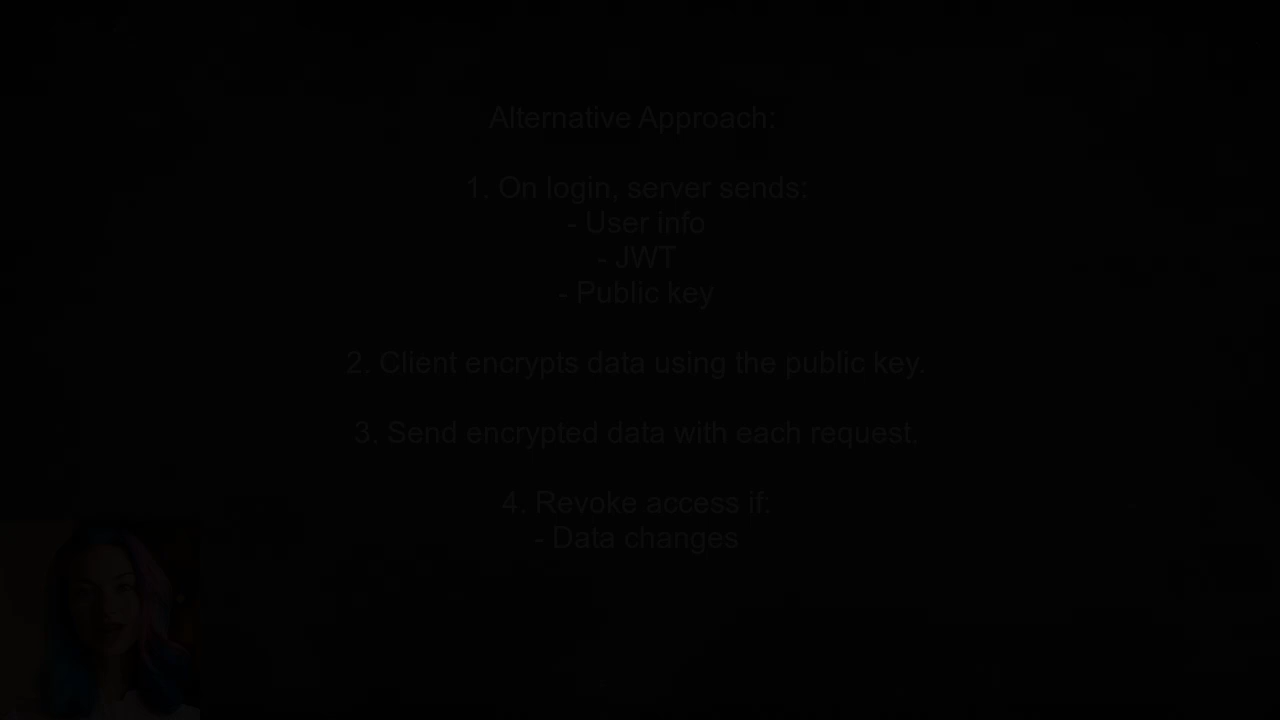 Alternative Approach:
1. On login, server sends:
- User info
- JWT
- Public key
2. Client encrypts data using the public key.
3. Send encrypted data with each request.
4. Revoke access if:
- Data changes